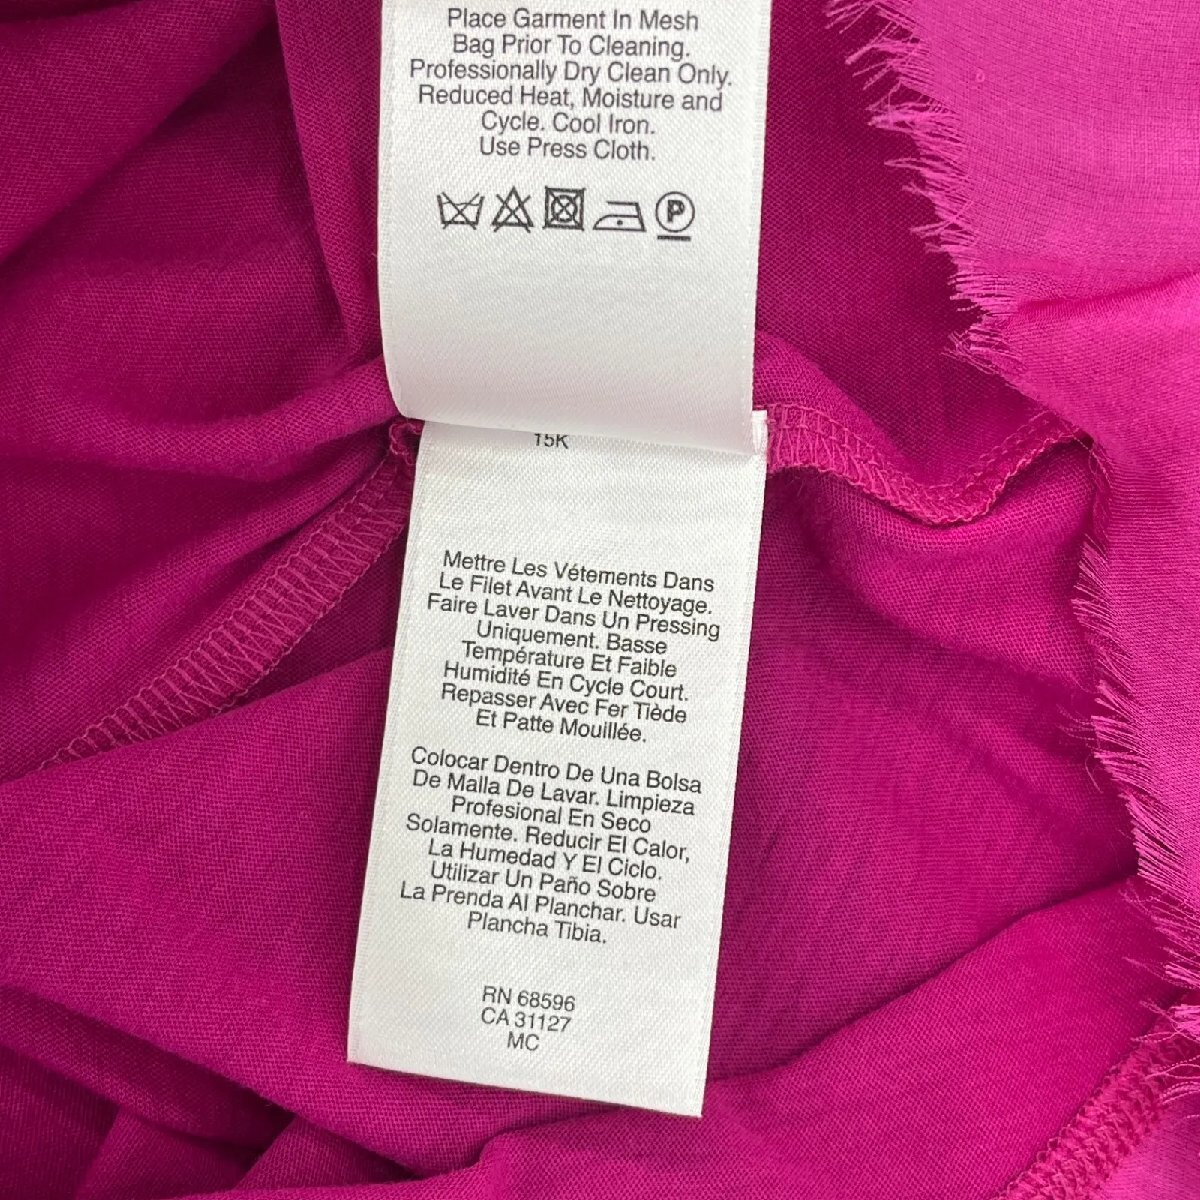 Place Garment In Mesh
Bag Prior To Cleaning.
Professionally Dry Clean Only.
Reduced Heat, Moisture and
Cycle. Cool Iron.
Use Press Cloth.
P
15K
Mettre Les Vétements Dans
Le Filet Avant Le Nettoyage.
Faire Laver Dans Un Pressing
Uniquement. Basse
Température Et Faible
Humidité En Cycle Court.
Repasser Avec Fer Tiède
Et Patte Mouillée.
Colocar Dentro De Una Bolsa
De Malla De Lavar. Limpieza
Profesional En Seco
Solamente. Reducir El Calor,
La Humedad Y El Ciclo.
Utilizar Un Paño Sobre
La Prenda Al Planchar. Usar
Plancha Tibia.
RN 68596
CA 31127
MC